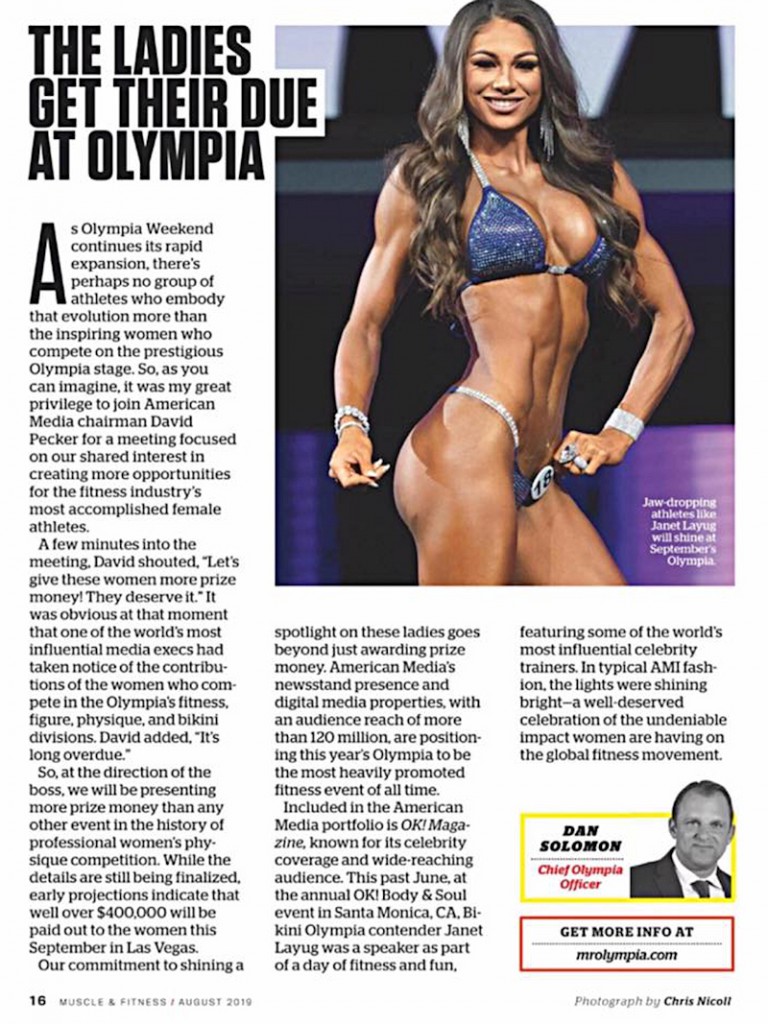 THE LADIES
GET THEIR DUE
AT OLYMPIA
As Olympia Weekend
continues its rapid
expansion, there's
perhaps no group of
athletes who embody
that evolution more than
the inspiring women who
compete on the prestigious
Olympia stage. So, as you
can imagine, it was my great
privilege to join American
Media chairman David
Pecker for a meeting focused
on our shared interest in
creating more opportunities
for the fitness industry's
most accomplished female
athletes.
A few minutes into the
meeting, David shouted, "Let's
give these women more prize
money! They deserve it." It
was obvious at that moment
that one of the world's most
influential media execs had
taken notice of the contribu-
tions of the women who com-
pete in the Olympia's fitness,
figure, physique, and bikini
divisions. David added, "It's
long overdue."
So, at the direction of the
boss, we will be presenting
more prize money than any
other event in the history of
professional women's phy-
sique competition. While the
details are still being finalized,
early projections indicate that
well over $400,000 will be
paid out to the women this
September in Las Vegas.
Our commitment to shining a
spotlight on these ladies goes
beyond just awarding prize
money. American Media's
newsstand presence and
digital media properties, with
an audience reach of more
than 120 million, are position-
ing this year's Olympia to be
the most heavily promoted
fitness event of all time.
Included in the American
Media portfolio is OK! Maga-
zine, known for its celebrity
coverage and wide-reaching
audience. This past June, at
the annual OK! Body & Soul
event in Santa Monica, CA, Bi-
kini Olympia contender Janet
Layug was a speaker as part
of a day of fitness and fun,
featuring some of the world's
most influential celebrity
trainers. In typical AMI fash-
ion, the lights were shining
bright—a well-deserved
celebration of the undeniable
impact women are having on
the global fitness movement.
18
Jaw-dropping
athletes like
Janet Layug
will shine at
September's
Olympia.
DAN
SOLOMON
Chief Olympia
Officer
GET MORE INFO AT
mrolympia.com
16 MUSCLE & FITNESS / AUGUST 2019
Photograph by Chris Nicoll